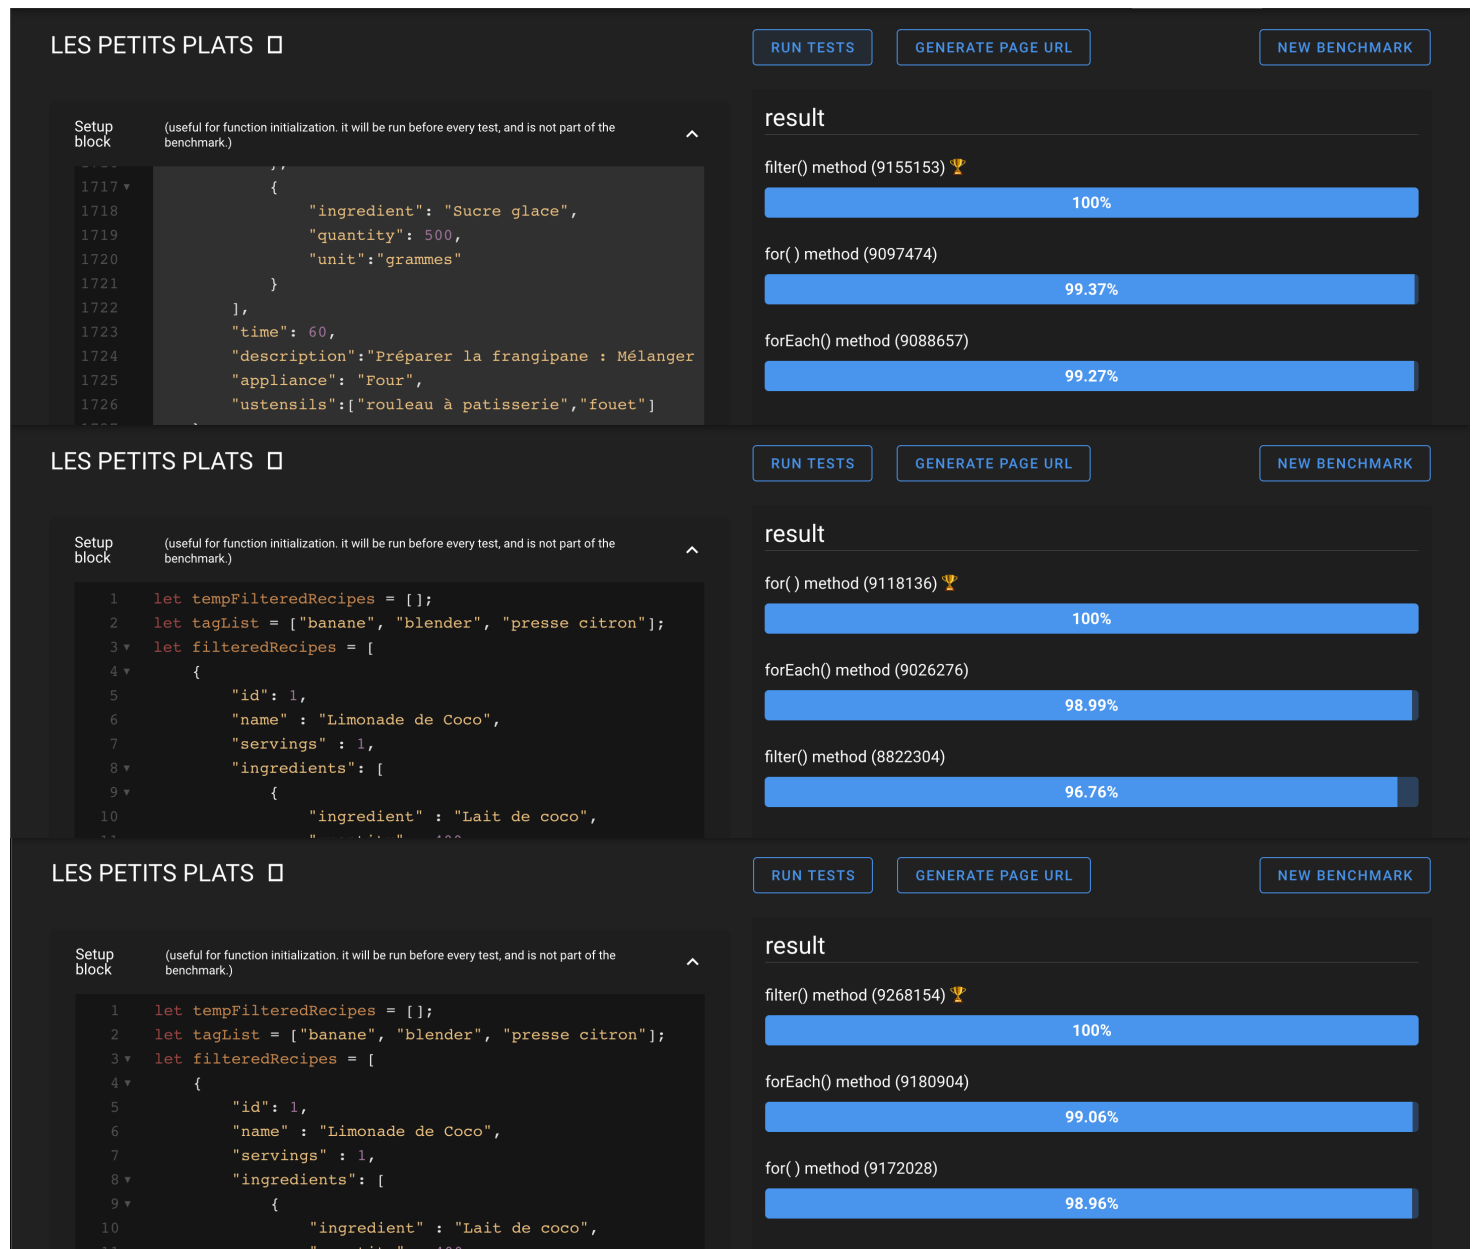 LES PETITS PLATS
RUN TESTS
GENERATE PAGE URL
NEW BENCHMARK
Setup block
(useful for function initialization. it will be run before every test, and is not part of the
benchmark.)
1717 {
1718 "ingredient": "Sucre glace",
1719 "quantity": 500,
1720 "unit":"grammes"
1721 }
1722 ],
1723 "time": 60,
1724 "description":"Préparer la frangipane : Mélanger
1725 "appliance": "Four",
1726 "ustensils":["rouleau à patisserie","fouet"]
result
filter() method (9155153) 🏆
100%
for( ) method (9097474)
99.37%
forEach() method (9088657)
99.27%
LES PETITS PLATS
RUN TESTS
GENERATE PAGE URL
NEW BENCHMARK
Setup block
(useful for function initialization. it will be run before every test, and is not part of the
benchmark.)
1 let tempFilteredRecipes = [];
2 let tagList = ["banane", "blender", "presse citron"];
3 let filteredRecipes = [
4 {
5 "id": 1,
6 "name" : "Limonade de Coco",
7 "servings" : 1,
8 "ingredients": [
9 {
10 "ingredient" : "Lait de coco",
result
for( ) method (9118136) 🏆
100%
forEach() method (9026276)
98.99%
filter() method (8822304)
96.76%
LES PETITS PLATS
RUN TESTS
GENERATE PAGE URL
NEW BENCHMARK
Setup block
(useful for function initialization. it will be run before every test, and is not part of the
benchmark.)
1 let tempFilteredRecipes = [];
2 let tagList = ["banane", "blender", "presse citron"];
3 let filteredRecipes = [
4 {
5 "id": 1,
6 "name" : "Limonade de Coco",
7 "servings" : 1,
8 "ingredients": [
9 {
10 "ingredient" : "Lait de coco",
result
filter() method (9268154) 🏆
100%
forEach() method (9180904)
99.06%
for( ) method (9172028)
98.96%